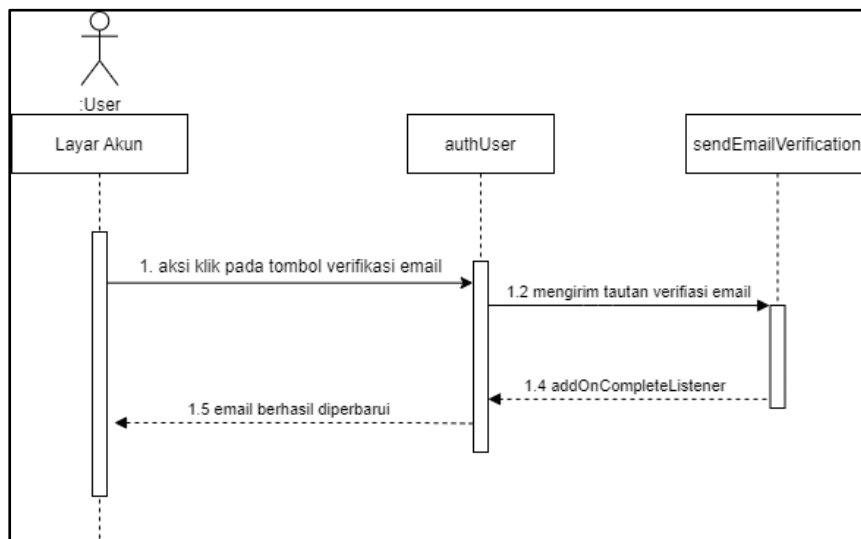 :User
Layar Akun
authUser
sendEmailVerification
1. aksi klik pada tombol verifikasi email
1.2 mengirim tautan verifiasi email
1.4 addOnCompleteListener
1.5 email berhasil diperbarui